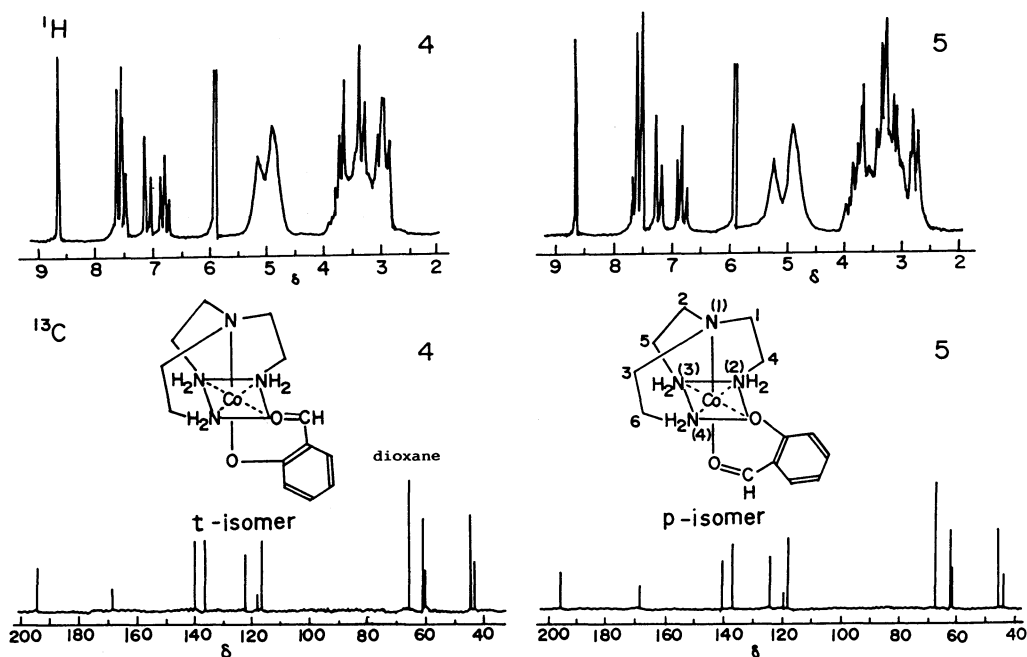 ¹H 4
9 8 7 6 5 4 3 2
δ
5
9 8 7 6 5 4 3 2
δ
¹³C 4
N
H₂N NH₂
Co
H₂N O=CH
O
t-isomer
dioxane
200 180 160 140 120 100 80 60 40
δ
5
2 N (1) 1
5 4
3 (3) (2)
H₂N NH₂
Co
6 H₂N O
(4)
O=C
H
p-isomer
200 180 160 140 120 100 80 60 40
δ